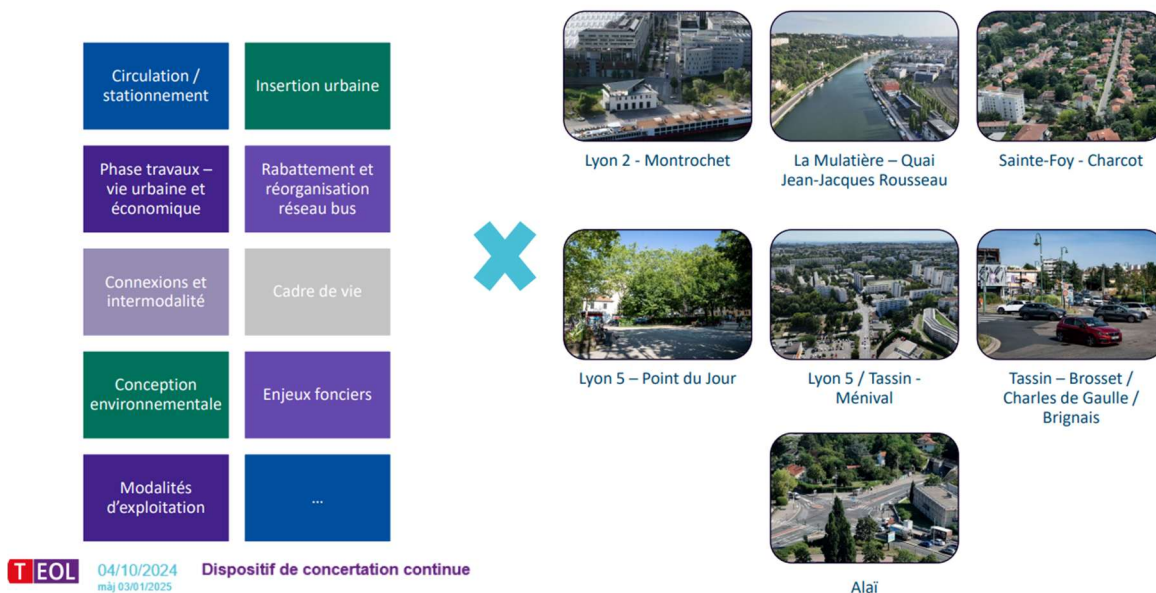 Circulation /
stationnement
Insertion urbaine
Phase travaux –
vie urbaine et
économique
Rabattement et
réorganisation
réseau bus
Connexions et
intermodalité
Cadre de vie
Conception
environnementale
Enjeux fonciers
Modalités
d’exploitation
...
Lyon 2 - Montrochet
La Mulatière – Quai
Jean-Jacques Rousseau
Sainte-Foy - Charcot
Lyon 5 – Point du Jour
Lyon 5 / Tassin -
Ménival
Tassin – Brosset /
Charles de Gaulle /
Brignais
Alaï
TEOL
04/10/2024
màj 03/01/2025
Dispositif de concertation continue